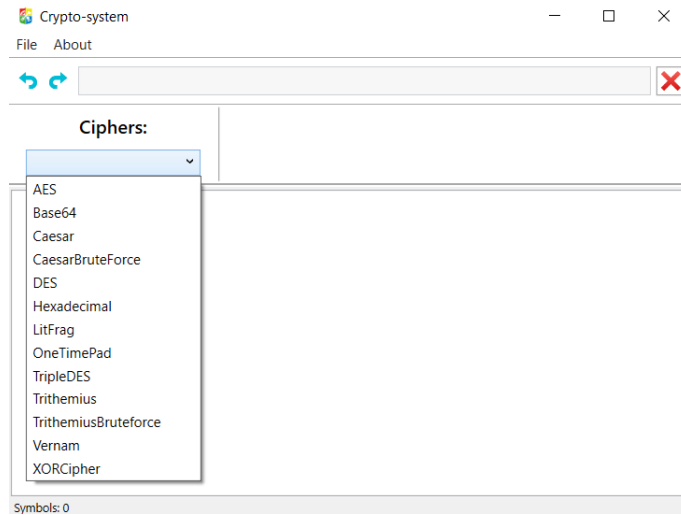 Crypto-system
File About
Ciphers:
AES
Base64
Caesar
CaesarBruteForce
DES
Hexadecimal
LitFrag
OneTimePad
TripleDES
Trithemius
TrithemiusBruteforce
Vernam
XORCipher
Symbols: 0